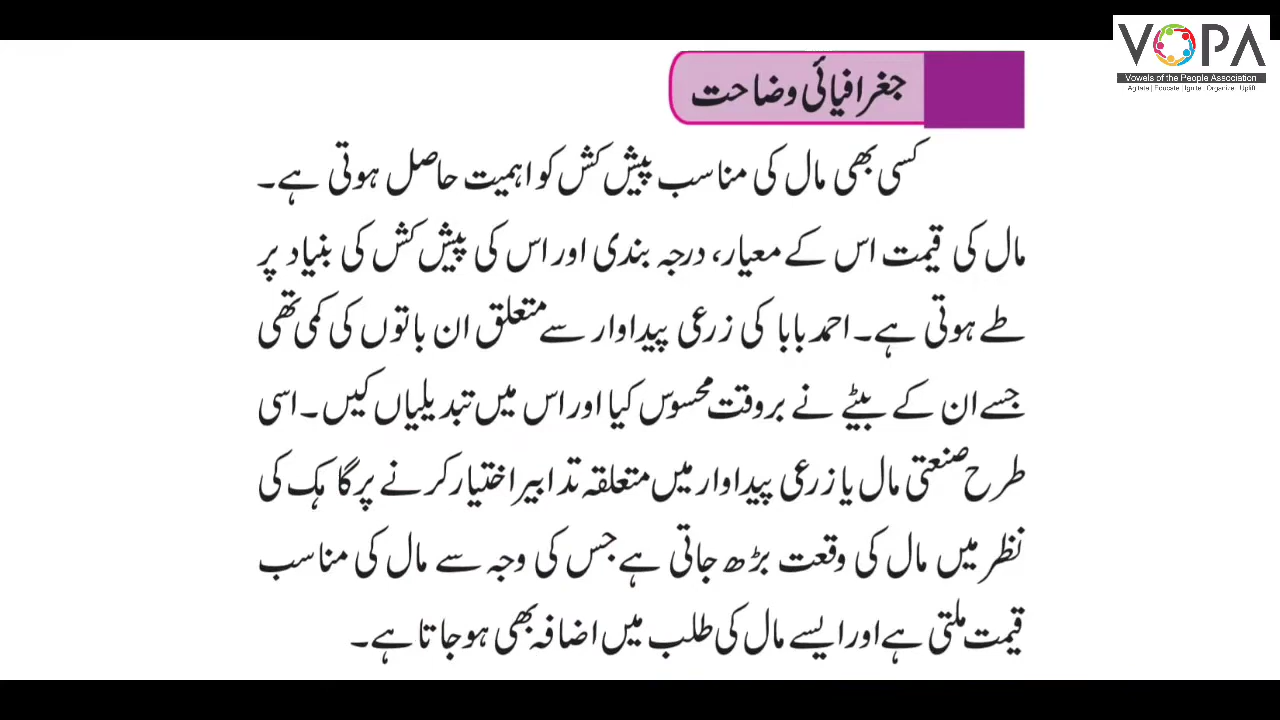 VOPA
Vowels of the People Association
Agitate | Educate Ignite Organize Uplift
جغرافیائی وضاحت
کسی بھی مال کی مناسب پیش کش کو اہمیت حاصل ہوتی ہے۔
مال کی قیمت اس کے معیار، درجہ بندی اور اس کی پیش کش کی بنیاد پر
طے ہوتی ہے۔ احمد بابا کی زرعی پیداوار سے متعلق ان باتوں کی کمی تھی
جسے ان کے بیٹے نے بروقت محسوس کیا اور اس میں تبدیلیاں کیں۔ اسی
طرح صنعتی مال یا زرعی پیداوار میں متعلقہ تدابیر اختیار کرنے پر گاہک کی
نظر میں مال کی وقعت بڑھ جاتی ہے جس کی وجہ سے مال کی مناسب
قیمت ملتی ہے اور ایسے مال کی طلب میں اضافہ بھی ہو جاتا ہے۔